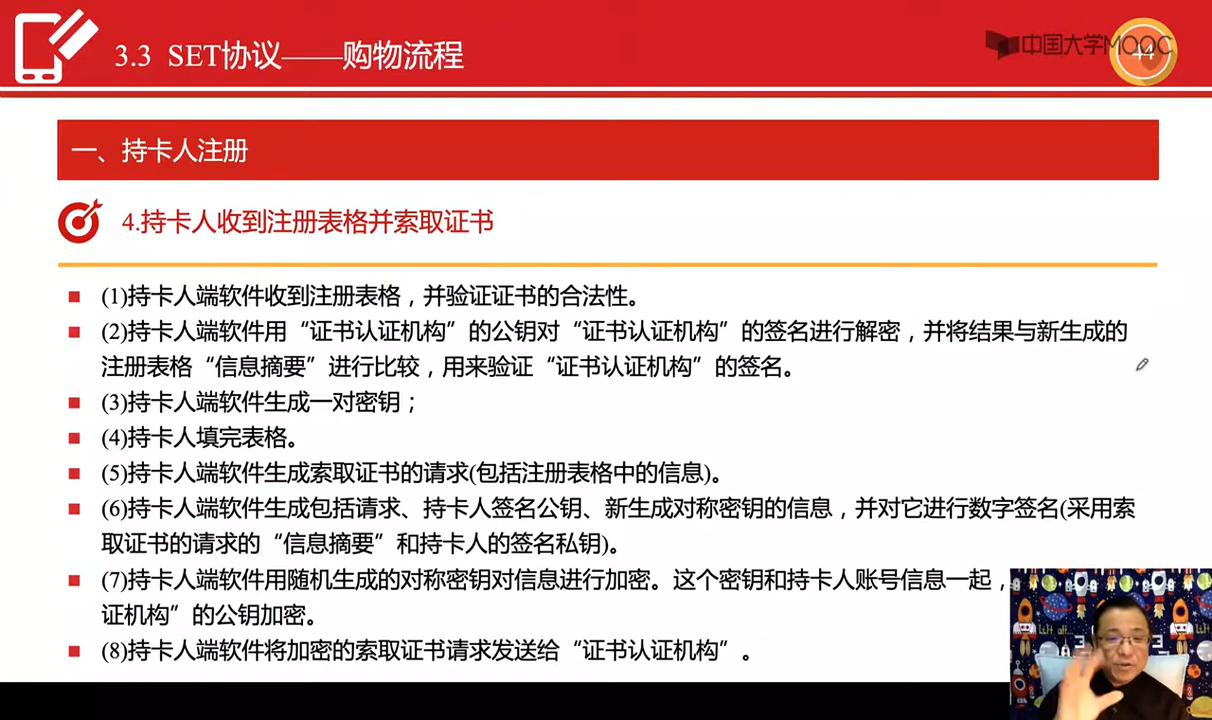 3.3 SET协议——购物流程
中国大学MOOC
44
一、持卡人注册
4.持卡人收到注册表格并索取证书
(1)持卡人端软件收到注册表格，并验证证书的合法性。
(2)持卡人端软件用“证书认证机构”的公钥对“证书认证机构”的签名进行解密，并将结果与新生成的
注册表格“信息摘要”进行比较，用来验证“证书认证机构”的签名。
(3)持卡人端软件生成一对密钥；
(4)持卡人填完表格。
(5)持卡人端软件生成索取证书的请求(包括注册表格中的信息)。
(6)持卡人端软件生成包括请求、持卡人签名公钥、新生成对称密钥的信息，并对它进行数字签名(采用索
取证书的请求的“信息摘要”和持卡人的签名私钥)。
(7)持卡人端软件用随机生成的对称密钥对信息进行加密。这个密钥和持卡人账号信息一起，
证机构”的公钥加密。
(8)持卡人端软件将加密的索取证书请求发送给“证书认证机构”。